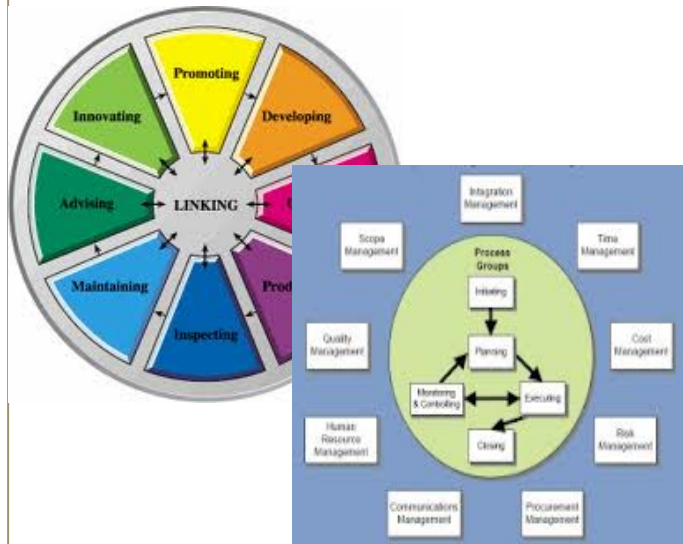 Promoting
Innovating
Developing
Advising
LINKING
Maintaining
Inspecting
Integration
Management
Scope
Management
Time
Management
Process
Groups
Initiating
Planning
Quality
Management
Cost
Management
Monitoring
& Controlling
Executing
Human
Resource
Management
Closing
Risk
Management
Communications
Management
Procurement
Management